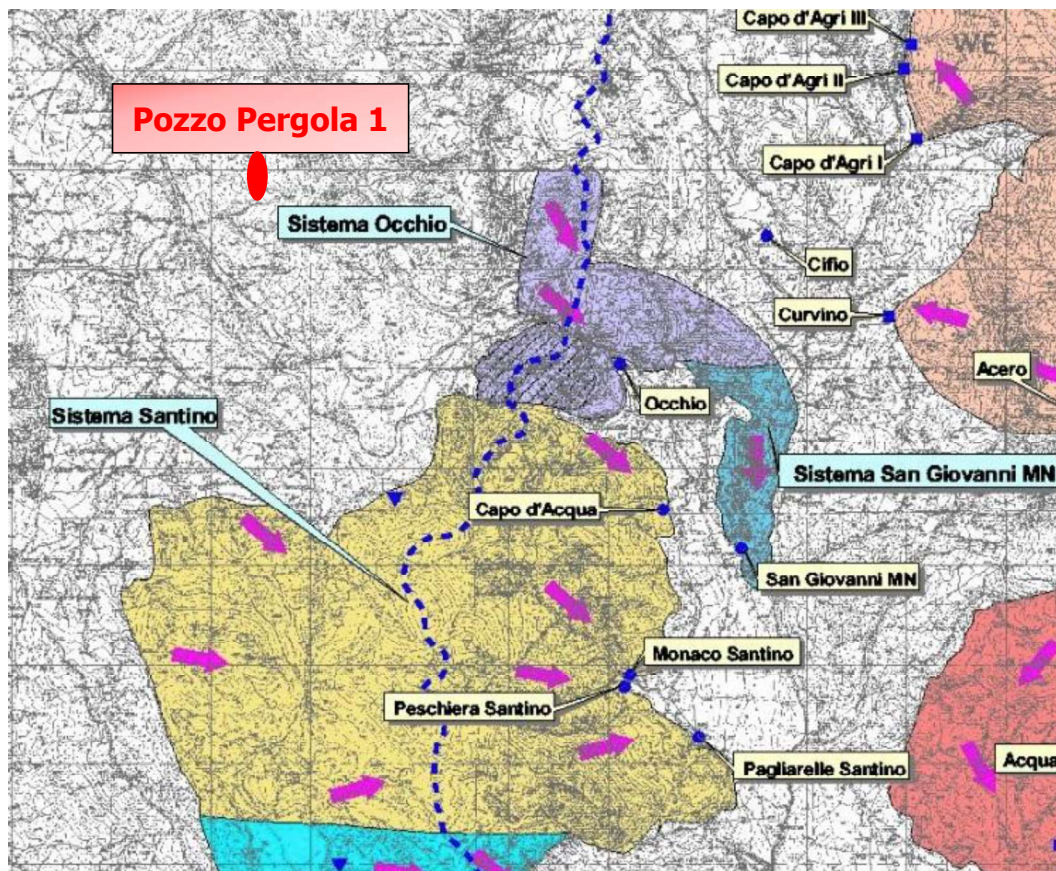 Capo d'Agri III
WE
Capo d'Agri II
Pozzo Pergola 1
Capo d'Agri I
Sistema Occhio
Cifio
Curvino
Acero
Occhio
Sistema Santino
Sistema San Giovanni MN
Capo d'Acqua
San Giovanni MN
Monaco Santino
Peschiera Santino
Pagliarelle Santino
Acqua